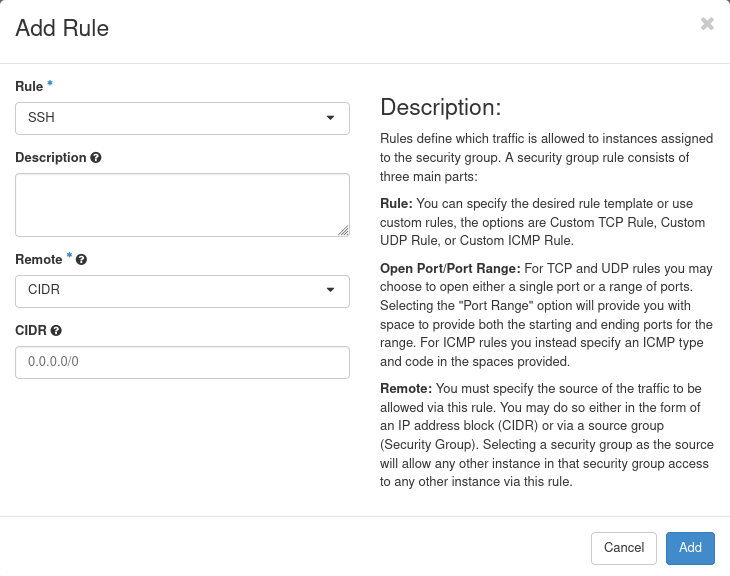 Add Rule
Rule *
SSH
Description
Remote *
CIDR
CIDR
0.0.0.0/0
Description:
Rules define which traffic is allowed to instances assigned
to the security group. A security group rule consists of
three main parts:
Rule: You can specify the desired rule template or use
custom rules, the options are Custom TCP Rule, Custom
UDP Rule, or Custom ICMP Rule.
Open Port/Port Range: For TCP and UDP rules you may
choose to open either a single port or a range of ports.
Selecting the "Port Range" option will provide you with
space to provide both the starting and ending ports for the
range. For ICMP rules you instead specify an ICMP type
and code in the spaces provided.
Remote: You must specify the source of the traffic to be
allowed via this rule. You may do so either in the form of
an IP address block (CIDR) or via a source group
(Security Group). Selecting a security group as the source
will allow any other instance in that security group access
to any other instance via this rule.
Cancel
Add